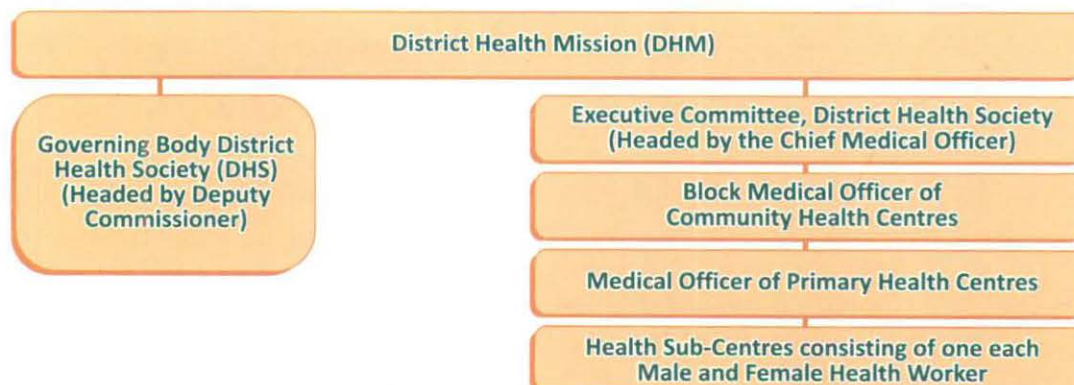 District Health Mission (DHM)
Governing Body District
Health Society (DHS)
(Headed by Deputy
Commissioner)
Executive Committee, District Health Society
(Headed by the Chief Medical Officer)
Block Medical Officer of
Community Health Centres
Medical Officer of Primary Health Centres
Health Sub-Centres consisting of one each
Male and Female Health Worker